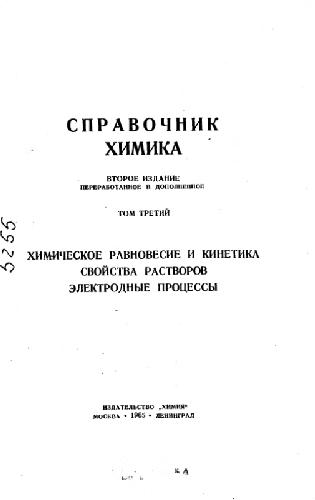 СПРАВОЧНИК
ХИМИКА
ВТОРОЕ ИЗДАНИЕ
ПЕРЕРАБОТАННОЕ И ДОПОЛНЕННОЕ
ТОМ ТРЕТИЙ
5255
ХИМИЧЕСКОЕ РАВНОВЕСИЕ И КИНЕТИКА
СВОЙСТВА РАСТВОРОВ
ЭЛЕКТРОДНЫЕ ПРОЦЕССЫ
ИЗДАТЕЛЬСТВО „ХИМИЯ"
МОСКВА · 1965 · ЛЕНИНГРАД